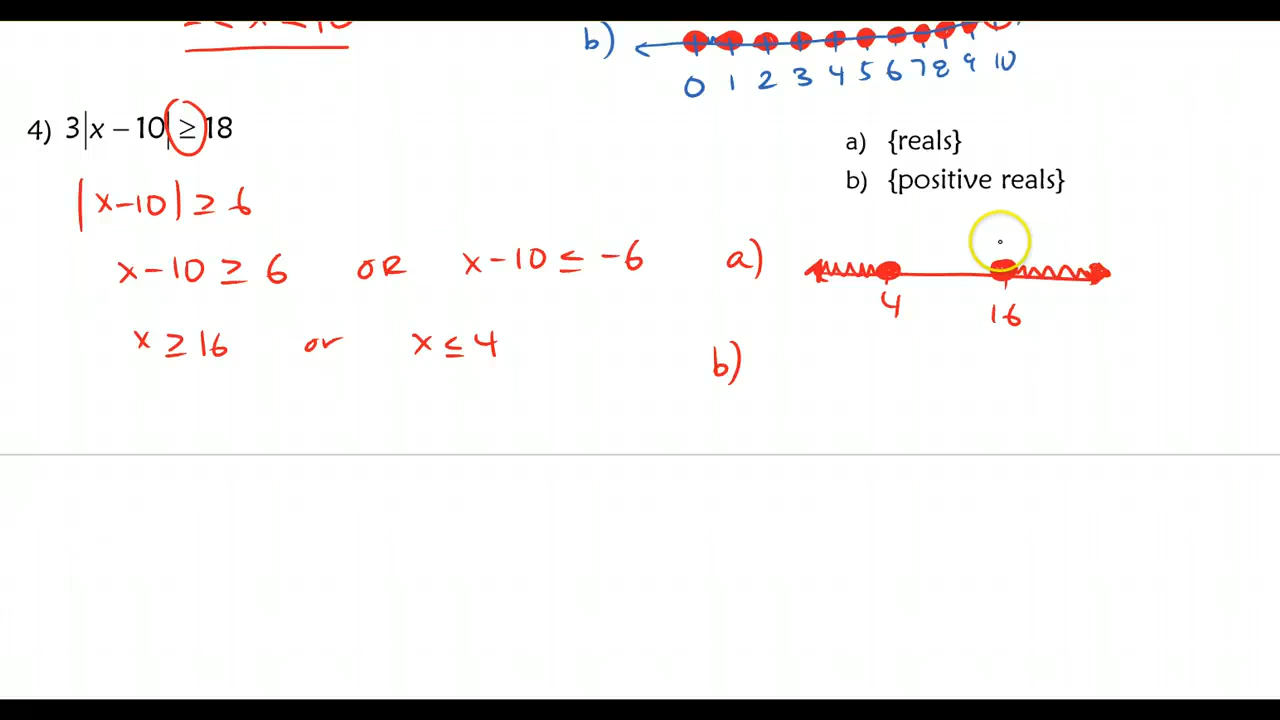 b)
0 1 2 3 4 5 6 7 8 9 10
4) 3|x – 10| ≥ 18
a) {reals}
b) {positive reals}
|x-10| ≥ 6
x-10 ≥ 6 OR x-10 ≤ -6 a)
4 16
x ≥ 16 or x ≤ 4
b)